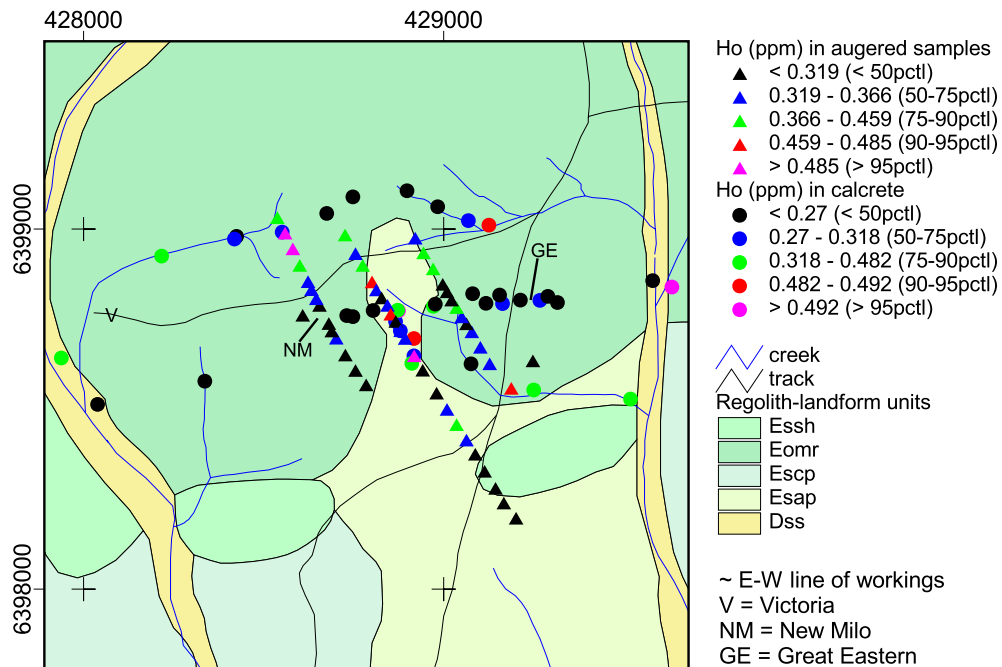 428000
429000
6399000
6398000
V
NM
GE
Ho (ppm) in augered samples
< 0.319 (< 50pctl)
0.319 - 0.366 (50-75pctl)
0.366 - 0.459 (75-90pctl)
0.459 - 0.485 (90-95pctl)
> 0.485 (> 95pctl)
Ho (ppm) in calcrete
< 0.27 (< 50pctl)
0.27 - 0.318 (50-75pctl)
0.318 - 0.482 (75-90pctl)
0.482 - 0.492 (90-95pctl)
> 0.492 (> 95pctl)
creek
track
Regolith-landform units
Essh
Eomr
Escp
Esap
Dss
~ E-W line of workings
V = Victoria
NM = New Milo
GE = Great Eastern